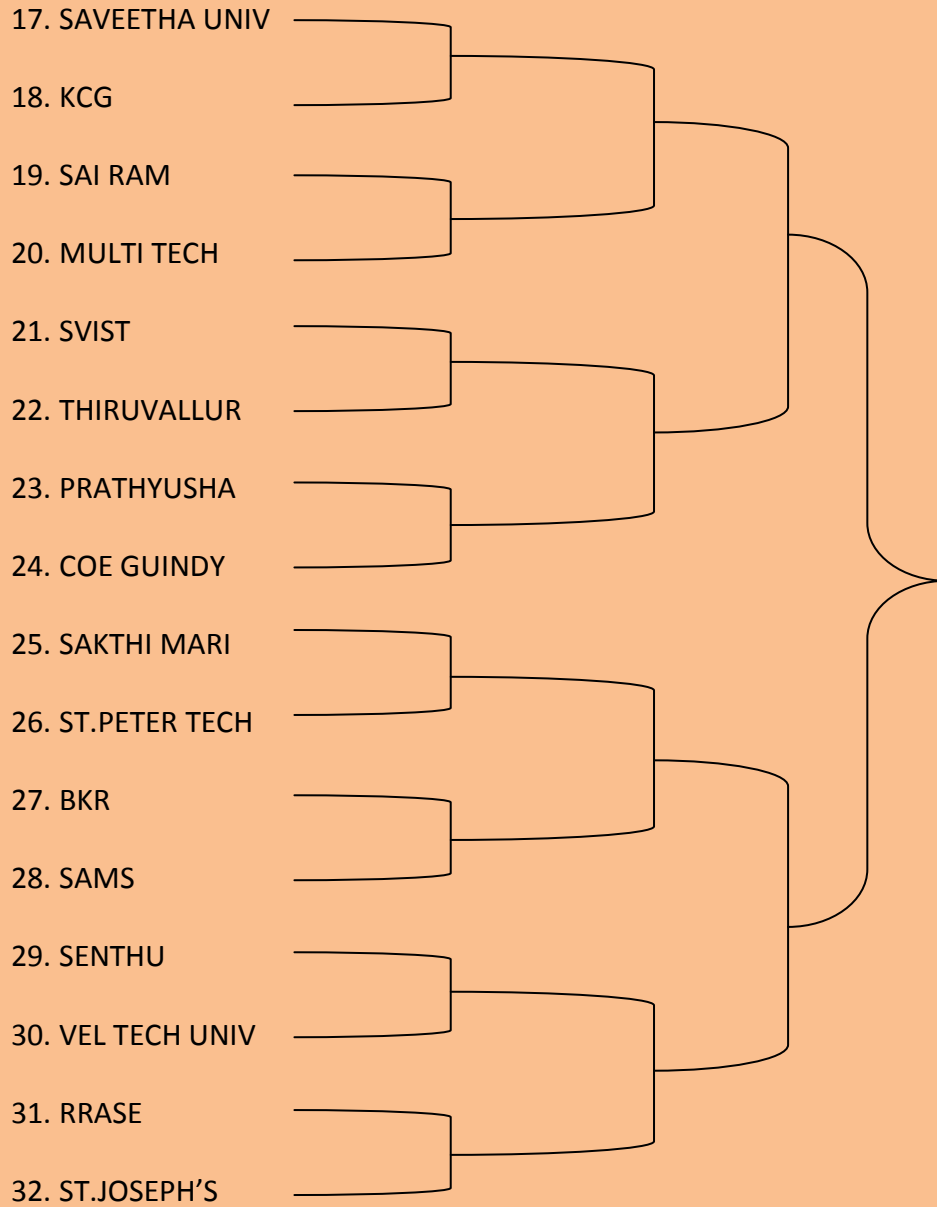 17. SAVEETHA UNIV
18. KCG
19. SAI RAM
20. MULTI TECH
21. SVIST
22. THIRUVALLUR
23. PRATHYUSHA
24. COE GUINDY
25. SAKTHI MARI
26. ST.PETER TECH
27. BKR
28. SAMS
29. SENTHU
30. VEL TECH UNIV
31. RRASE
32. ST.JOSEPH’S